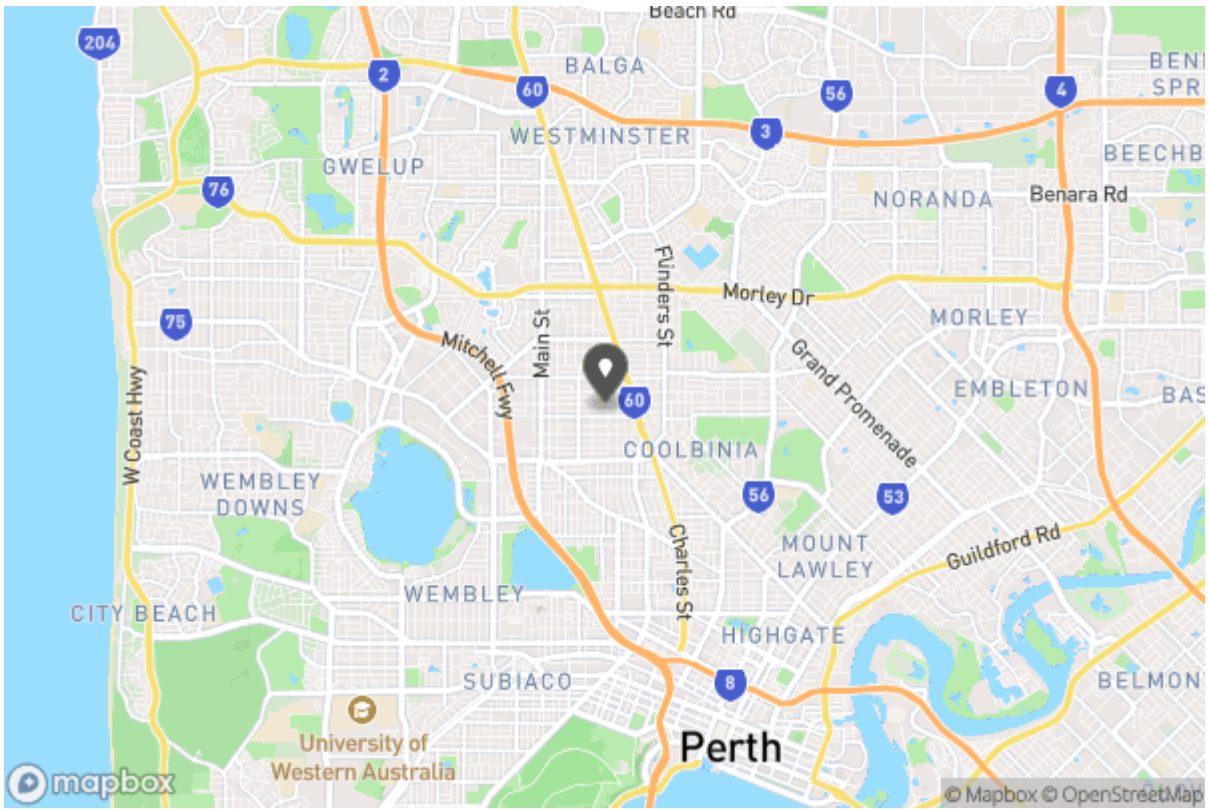 Beach Rd
204
2
BALGA
60
56
4
BEN
SPR
WESTMINSTER
3
GWELUP
BEECHB
76
NORANDA
Benara Rd
Flinders St
Morley Dr
75
Main St
MORLEY
Mitchell Fwy
Grand Promenade
W Coast Hwy
EMBLETON
BAS
60
COOLBINIA
WEMBLEY
DOWNS
56
53
Charles St
MOUNT
LAWLEY
Guildford Rd
WEMBLEY
CITY BEACH
HIGHGATE
SUBIACO
8
BELMON
University of
Western Australia
Perth
mapbox
© Mapbox © OpenStreetMap